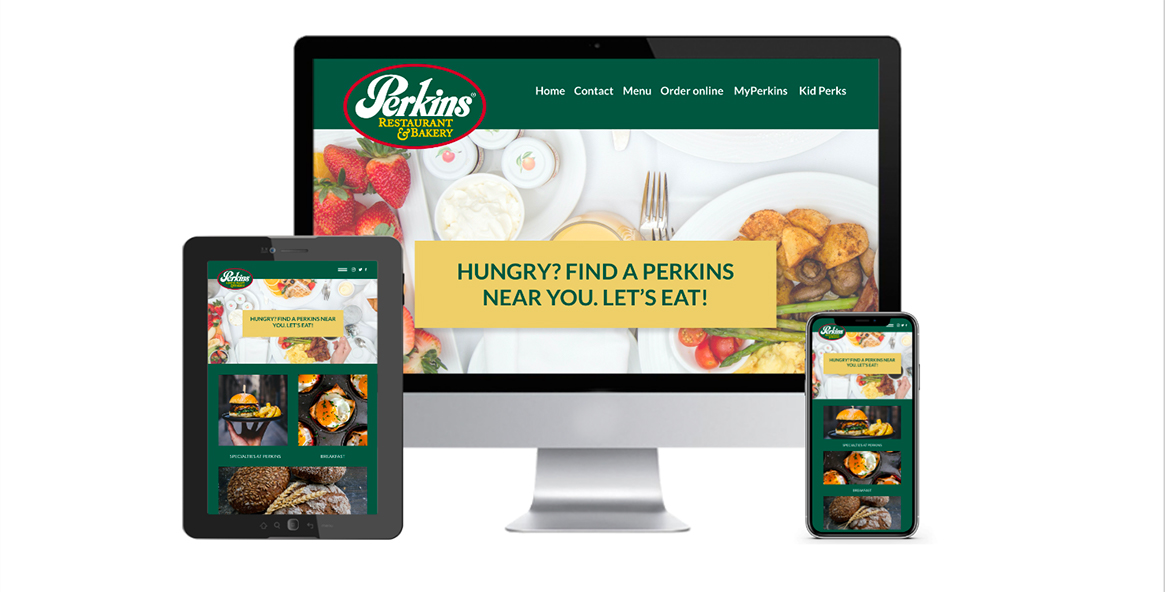 Perkins®
RESTAURANT
& BAKERY
Home Contact Menu Order online MyPerkins Kid Perks
HUNGRY? FIND A PERKINS
NEAR YOU. LET'S EAT!
Perkins
HUNGRY? FIND A PERKINS NEAR
YOU. LET'S EAT!
SPECIALTIES AT PERKINS
BREAKFAST
Perkins
HUNGRY? FIND A PERKINS NEAR
YOU. LET'S EAT!
SPECIALTIES AT PERKINS
BREAKFAST